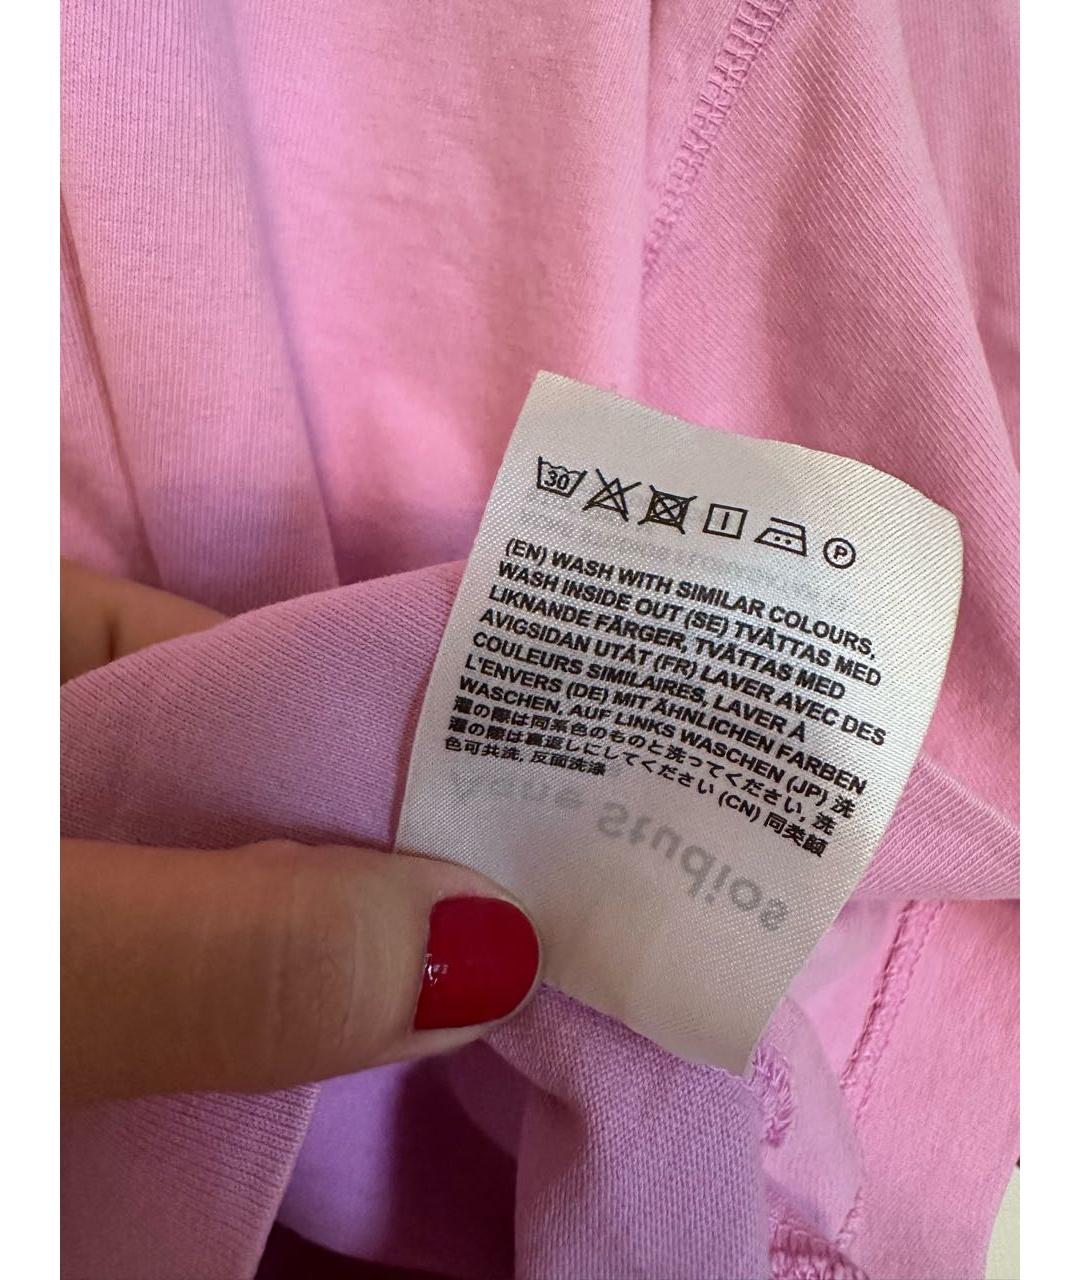 30
P
(EN) WASH WITH SIMILAR COLOURS,
WASH INSIDE OUT (SE) TVÄTTAS MED
LIKNANDE FÄRGER, TVÄTTAS MED
AVIGSIDAN UTÅT (FR) LAVER AVEC DES
COULEURS SIMILAIRES, LAVER À
L'ENVERS (DE) MIT ÄHNLICHEN FARBEN
WASCHEN, AUF LINKS WASCHEN (JP) 洗
濯の際は同系色のものと洗ってください, 洗
濯の際は裏返しにしてください (CN) 同类颜
色可共洗, 反面洗涤
Acne Studios